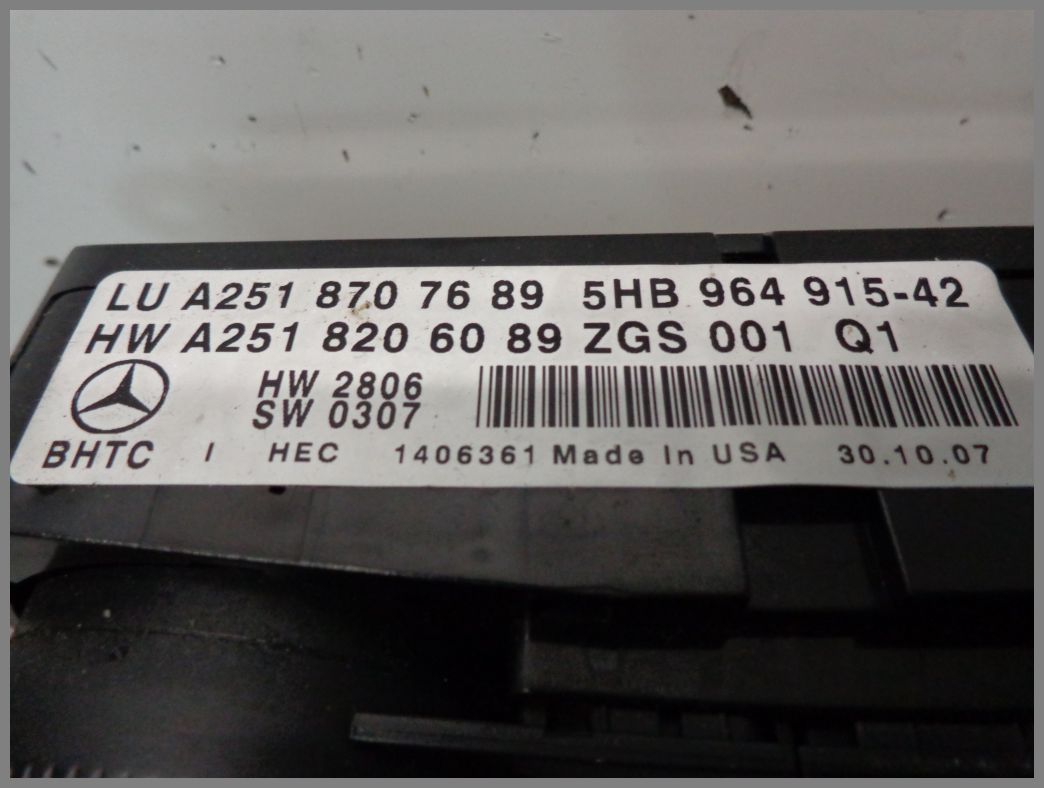 LU A251 870 76 89 5HB 964 915-42
HW A251 820 60 89 ZGS 001 Q1
HW 2806
SW 0307
BHTC I HEC 1406361 Made In USA 30.10.07